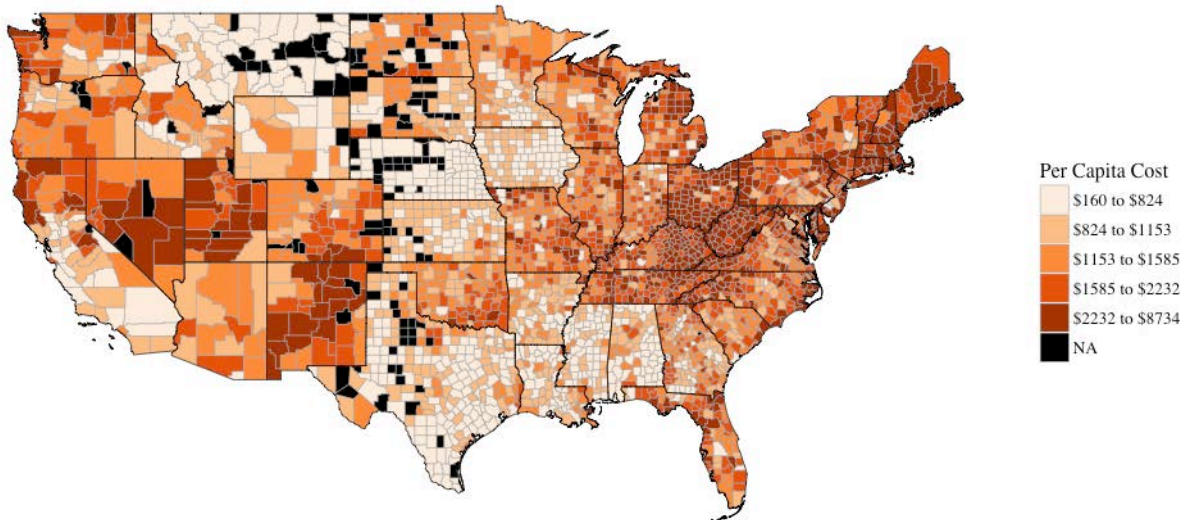 Per Capita Cost
$160 to $824
$824 to $1153
$1153 to $1585
$1585 to $2232
$2232 to $8734
NA